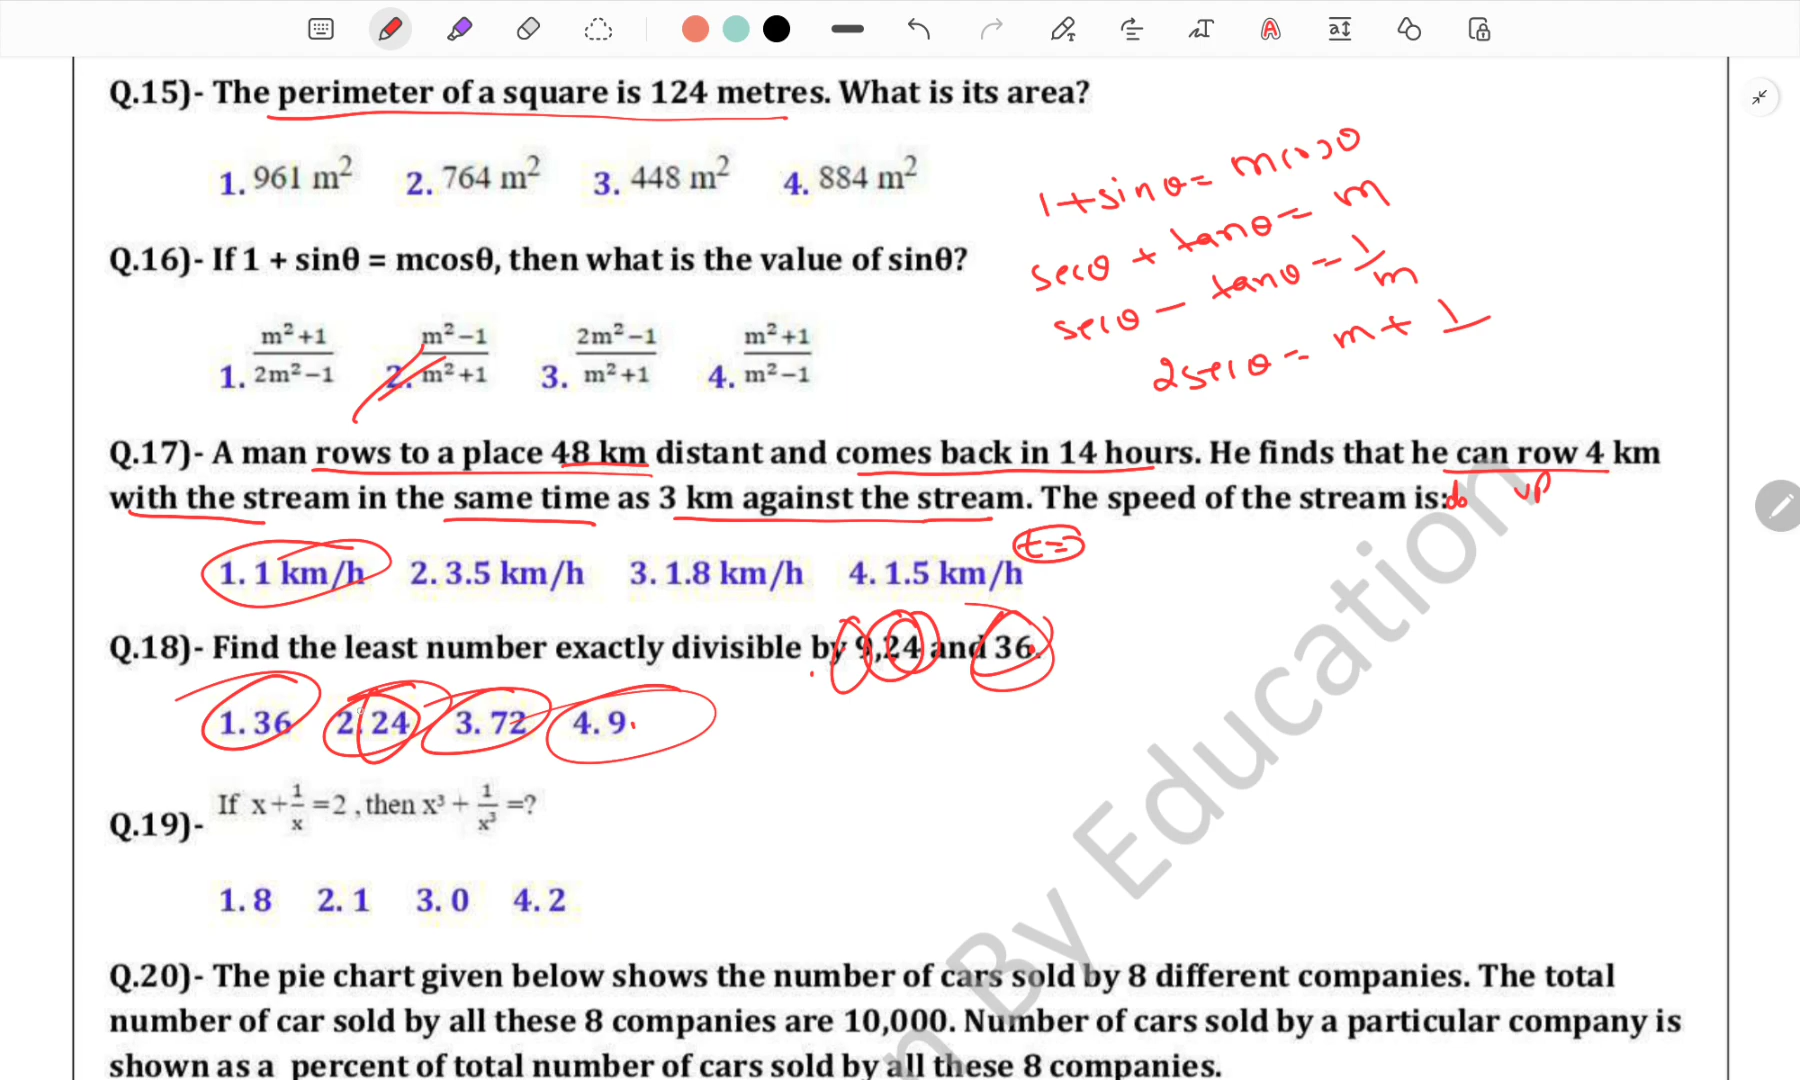 Q.15)- The perimeter of a square is 124 metres. What is its area?
1. 961 m² 2. 764 m² 3. 448 m² 4. 884 m²
1+sinθ= mcosθ
secθ + tanθ = m
secθ - tanθ = 1/m
2secθ = m + 1
Q.16)- If 1 + sinθ = mcosθ, then what is the value of sinθ?
1. m²+1/2m²-1 2. m²-1/m²+1 3. 2m²-1/m²+1 4. m²+1/m²-1
Q.17)- A man rows to a place 48 km distant and comes back in 14 hours. He finds that he can row 4 km
with the stream in the same time as 3 km against the stream. The speed of the stream is:
do up
t=
1. 1 km/h 2. 3.5 km/h 3. 1.8 km/h 4. 1.5 km/h
Q.18)- Find the least number exactly divisible by 9,24 and 36.
1. 36 2. 24 3. 72 4. 9
Q.19)- If x+1/x=2, then x³+1/x³=?
1. 8 2. 1 3. 0 4. 2
Q.20)- The pie chart given below shows the number of cars sold by 8 different companies. The total
number of car sold by all these 8 companies are 10,000. Number of cars sold by a particular company is
shown as a percent of total number of cars sold by all these 8 companies.
n By Education